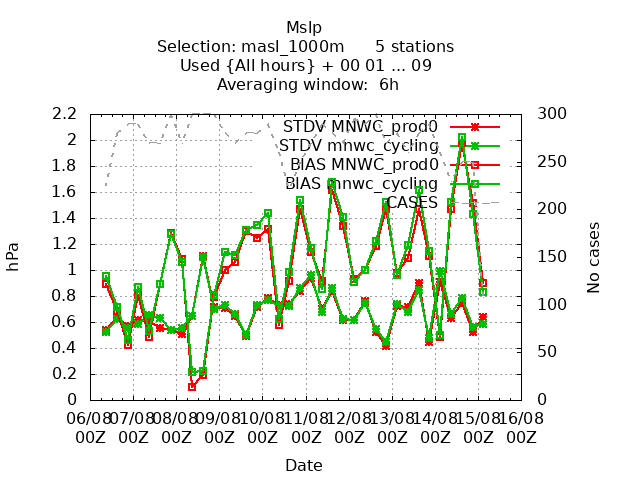 Mslp
Selection: masl_1000m 5 stations
Used {All hours} + 00 01 ... 09
Averaging window: 6h
STDV MNWC_prod0
STDV mnwc_cycling
BIAS MNWC_prod0
BIAS mnwc_cycling
CASES
hPa
2.2
2
1.8
1.6
1.4
1.2
1
0.8
0.6
0.4
0.2
0
300
250
200
150
100
50
0
No cases
06/08 07/08 08/08 09/08 10/08 11/08 12/08 13/08 14/08 15/08 16/08
00Z 00Z 00Z 00Z 00Z 00Z 00Z 00Z 00Z 00Z 00Z
Date